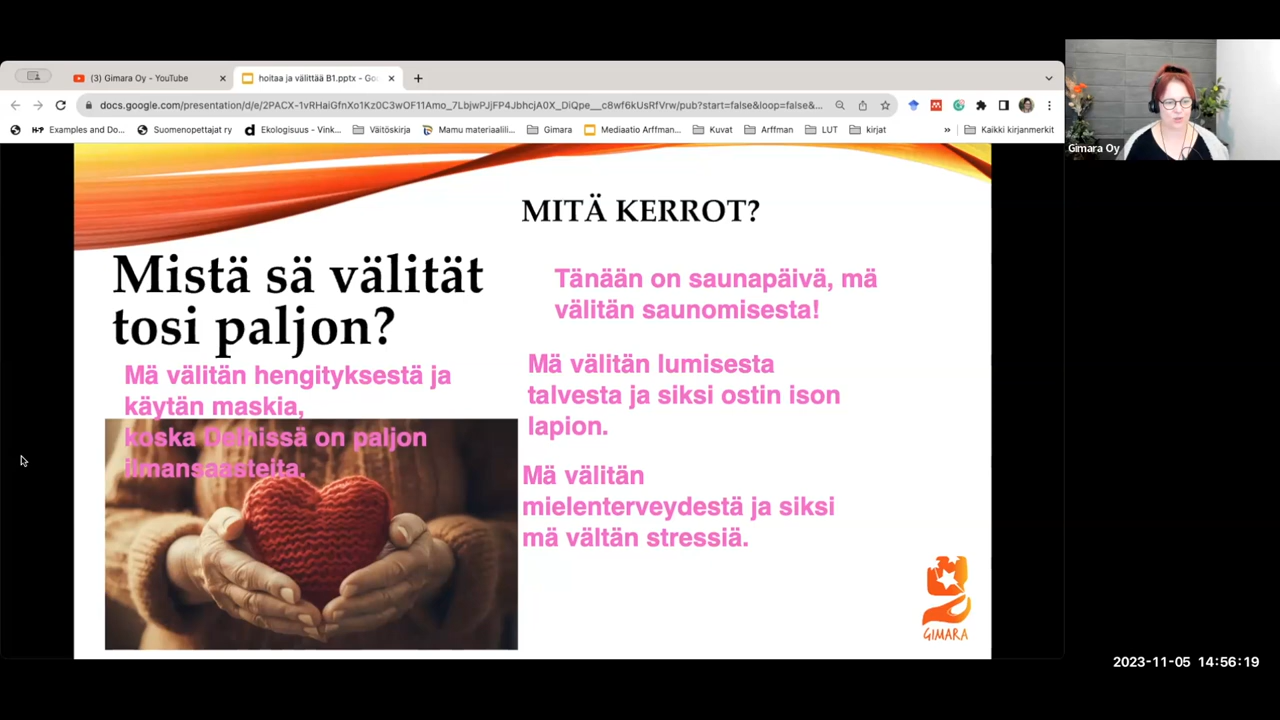 (3) Gimara Oy - YouTube
hoitaa ja välittää B1.pptx - Go
docs.google.com/presentation/d/e/2PACX-1vRHaiGfnXo1Kz0C3wOF11Amo_7LbjwPJjFP4JbhcjA0X_DiQpe__c8wf6kUsRfVrw/pub?start=false&loop=false&...
Examples and Do...
Suomenopettajat ry
Ekologisuus - Vink...
Väitöskirja
Mamu materiaalili...
Gimara
Mediaatio Arffman...
Kuvat
Arffman
LUT
kirjat
»
Kaikki kirjanmerkit
Gimara Oy
MITÄ KERROT?
Mistä sä välität
tosi paljon?
Mä välitän hengityksestä ja
käytän maskia,
koska Delhissä on paljon
ilmansaasteita.
Tänään on saunapäivä, mä
välitän saunomisesta!
Mä välitän lumisesta
talvesta ja siksi ostin ison
lapion.
Mä välitän
mielenterveydestä ja siksi
mä vältän stressiä.
GIMARA
2023-11-05 14:56:19